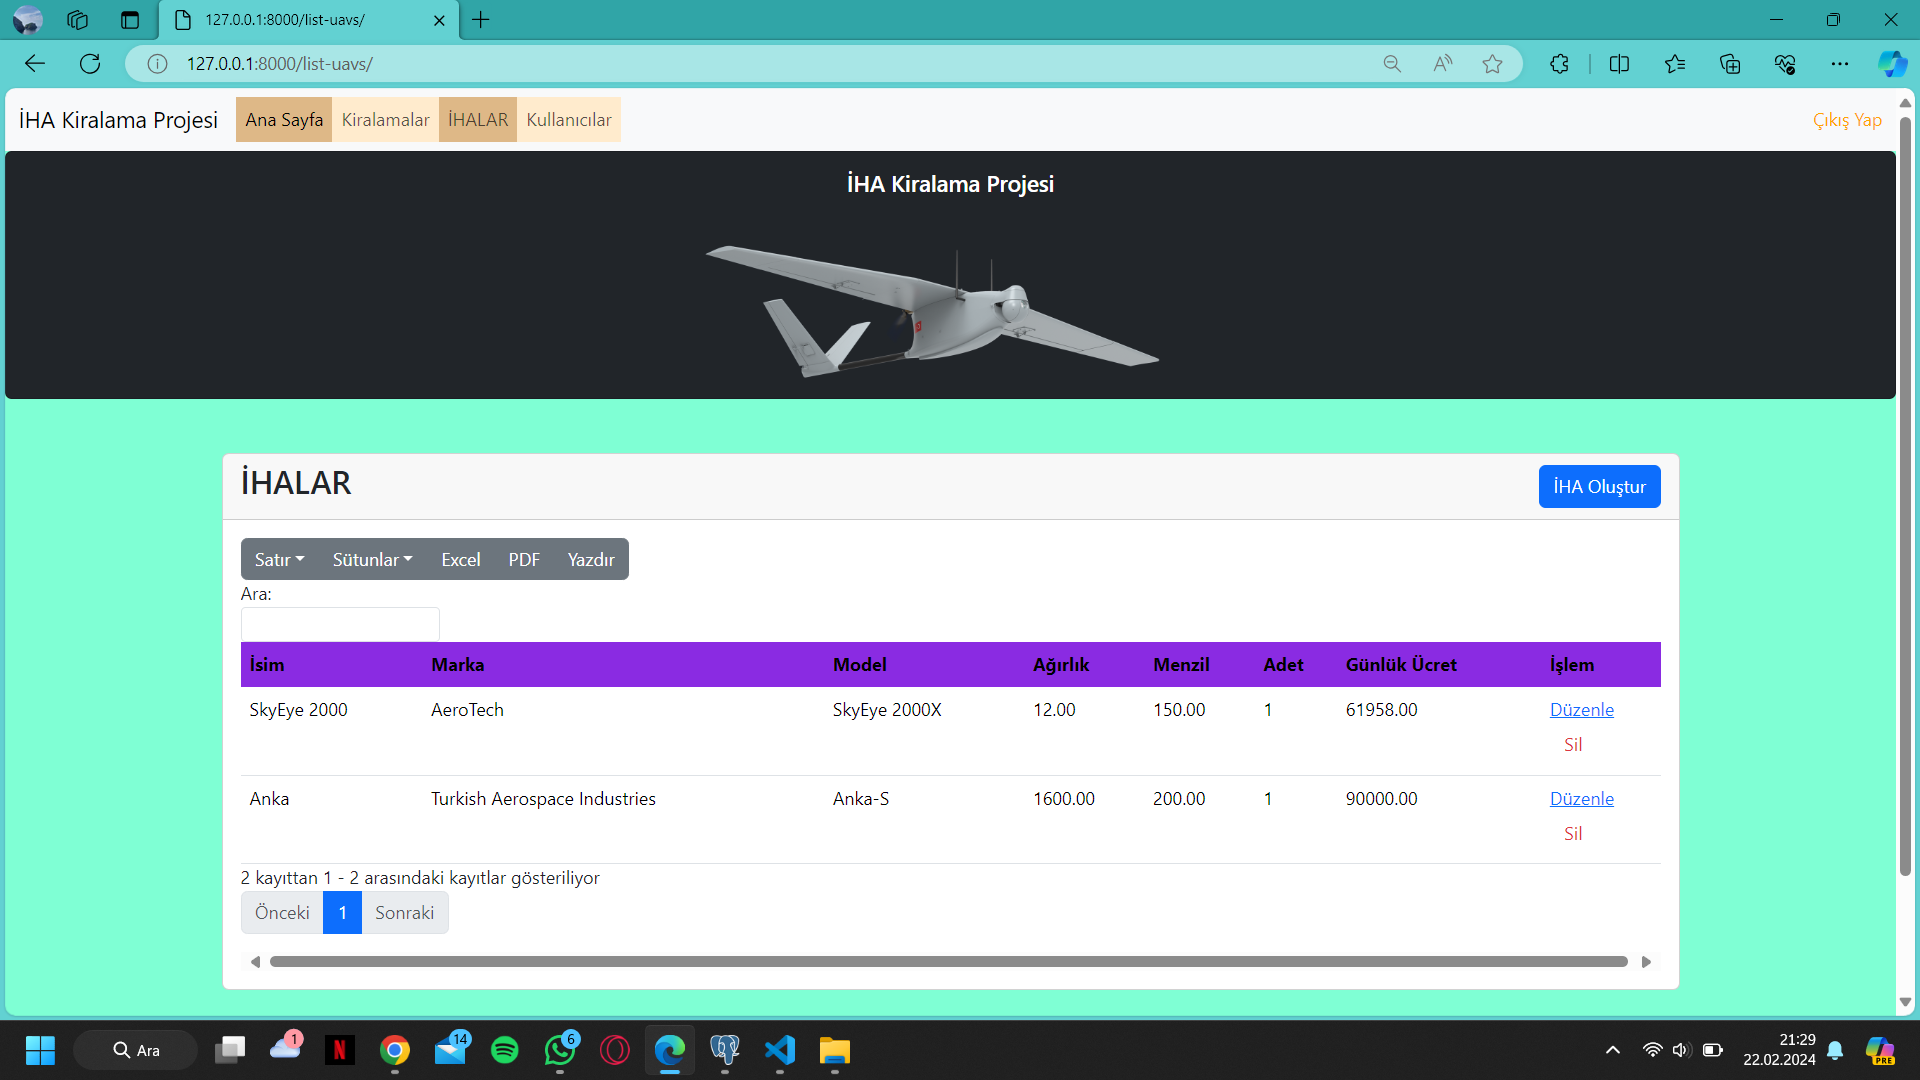 127.0.0.1:8000/list-uavs/
127.0.0.1:8000/list-uavs/
İHA Kiralama Projesi Ana Sayfa Kiralamalar İHALAR Kullanıcılar Çıkış Yap
İHA Kiralama Projesi
İHALAR İHA Oluştur
Satır Sütunlar Excel PDF Yazdır
Ara:
İsim Marka Model Ağırlık Menzil Adet Günlük Ücret İşlem
SkyEye 2000 AeroTech SkyEye 2000X 12.00 150.00 1 61958.00 Düzenle
Sil
Anka Turkish Aerospace Industries Anka-S 1600.00 200.00 1 90000.00 Düzenle
Sil
2 kayıttan 1 - 2 arasındaki kayıtlar gösteriliyor
Önceki 1 Sonraki
Ara 1 N 14 6 21:29
22.02.2024 PRE